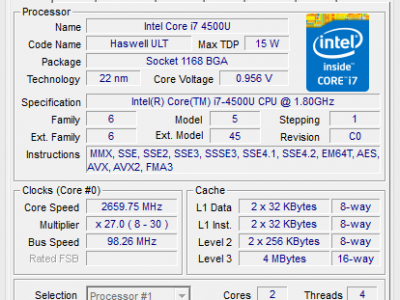 Processor
Name Intel Core i7 4500U
Code Name Haswell ULT Max TDP 15 W
Package Socket 1168 BGA
Technology 22 nm Core Voltage 0.956 V
intel
inside™
CORE™ i7
Specification Intel(R) Core(TM) i7-4500U CPU @ 1.80GHz
Family 6 Model 5 Stepping 1
Ext. Family 6 Ext. Model 45 Revision C0
Instructions MMX, SSE, SSE2, SSE3, SSSE3, SSE4.1, SSE4.2, EM64T, AES,
AVX, AVX2, FMA3
Clocks (Core #0)
Core Speed 2659.75 MHz
Multiplier x 27.0 ( 8 - 30 )
Bus Speed 98.26 MHz
Rated FSB
Cache
L1 Data 2 x 32 KBytes 8-way
L1 Inst. 2 x 32 KBytes 8-way
Level 2 2 x 256 KBytes 8-way
Level 3 4 MBytes 16-way
Selection Processor #1 Cores 2 Threads 4